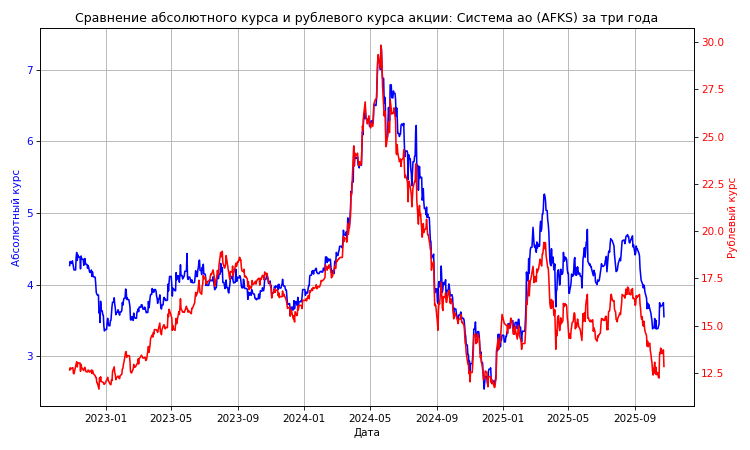 Сравнение абсолютного курса и рублевого курса акции: Система ао (AFKS) за три года
Абсолютный курс
7
6
5
4
3
30.0
27.5
25.0
22.5
20.0
17.5
15.0
12.5
Рублевый курс
2023-01 2023-05 2023-09 2024-01 2024-05 2024-09 2025-01 2025-05 2025-09
Дата